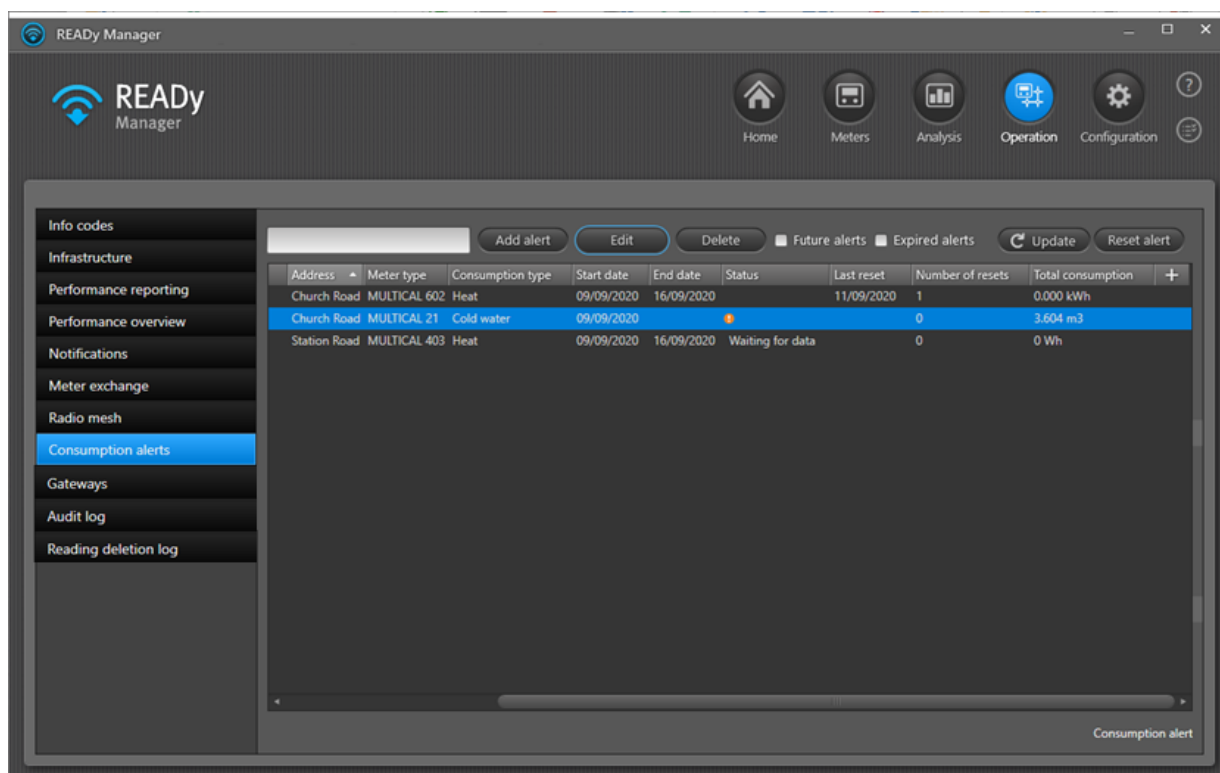 READy Manager
READy
Manager
Home Meters Analysis Operation Configuration
Info codes
Infrastructure
Performance reporting
Performance overview
Notifications
Meter exchange
Radio mesh
Consumption alerts
Gateways
Audit log
Reading deletion log
Add alert Edit Delete Future alerts Expired alerts Update Reset alert
Address Meter type Consumption type Start date End date Status Last reset Number of resets Total consumption +
Church Road MULTICAL 602 Heat 09/09/2020 16/09/2020 11/09/2020 1 0.000 kWh
Church Road MULTICAL 21 Cold water 09/09/2020 0 3.604 m3
Station Road MULTICAL 403 Heat 09/09/2020 16/09/2020 Waiting for data 0 0 Wh
Consumption alert